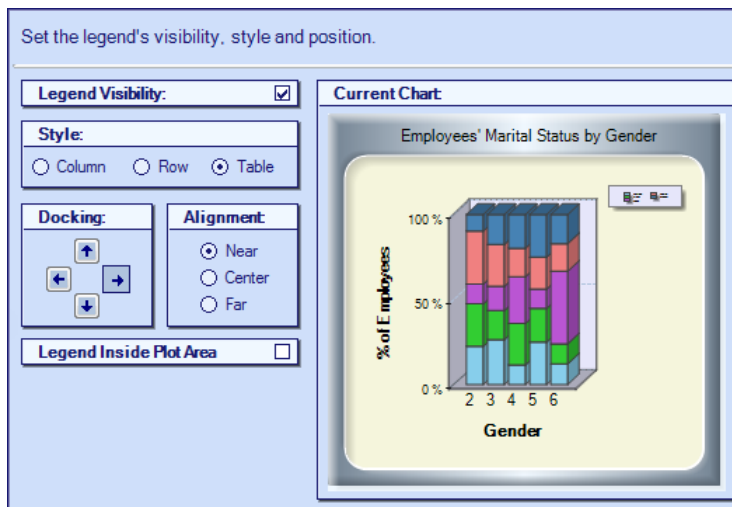 Set the legend's visibility, style and position.
Legend Visibility:
Style:
Column Row Table
Docking:
Alignment:
Near
Center
Far
Legend Inside Plot Area
Current Chart:
Employees' Marital Status by Gender
100 %
50 %
0 %
% of Employees
2 3 4 5 6
Gender